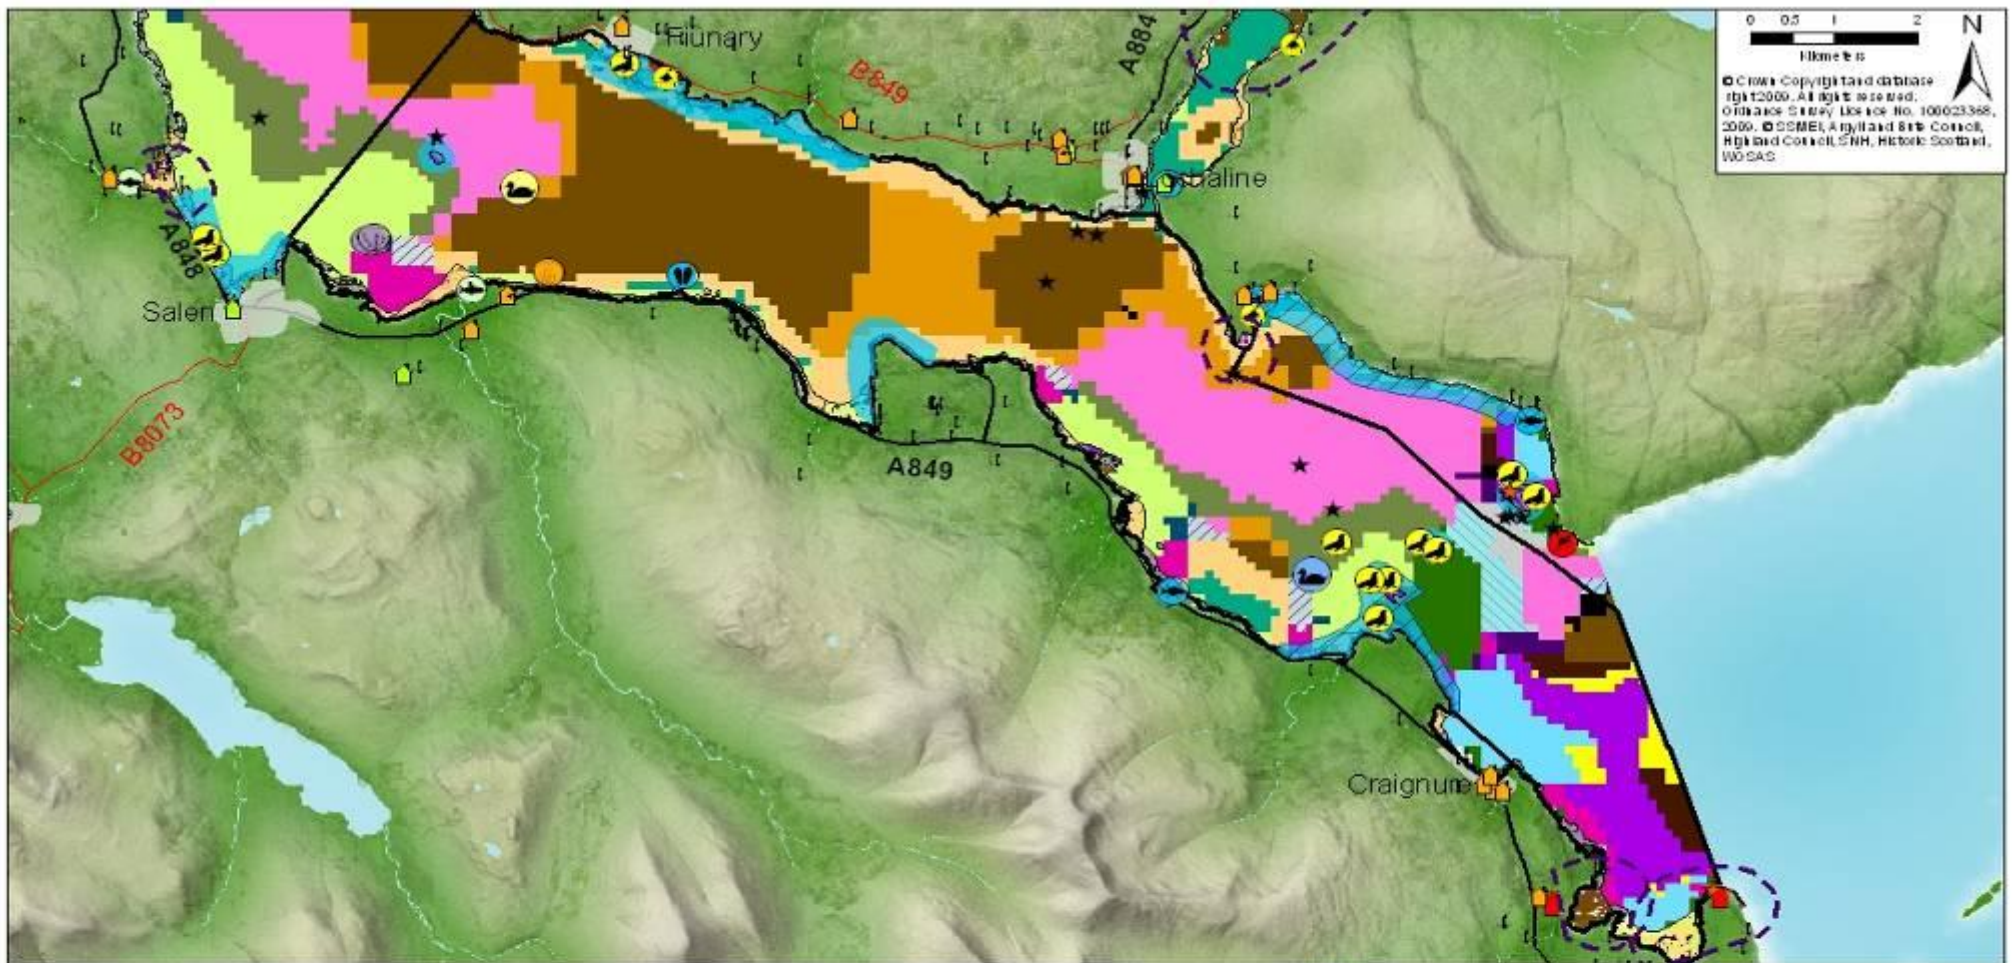 0 0.5 1 2
Kilometers
N
© Crown Copyright and database
right 2009. All rights reserved.
Ordnance Survey Licence No. 100023368,
2009. © SSMEI, Argyll and Bute Council,
Highland Council, SNH, Historic Scotland,
WOSAS
Fiunary
A884
B849
A848
Salen
B8073
A849
Craignure